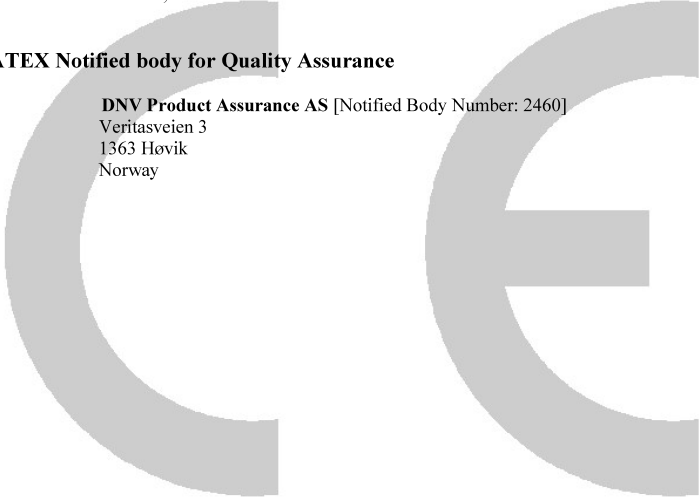 ATEX Notified body for Quality Assurance
DNV Product Assurance AS [Notified Body Number: 2460]
Veritasveien 3
1363 Høvik
Norway